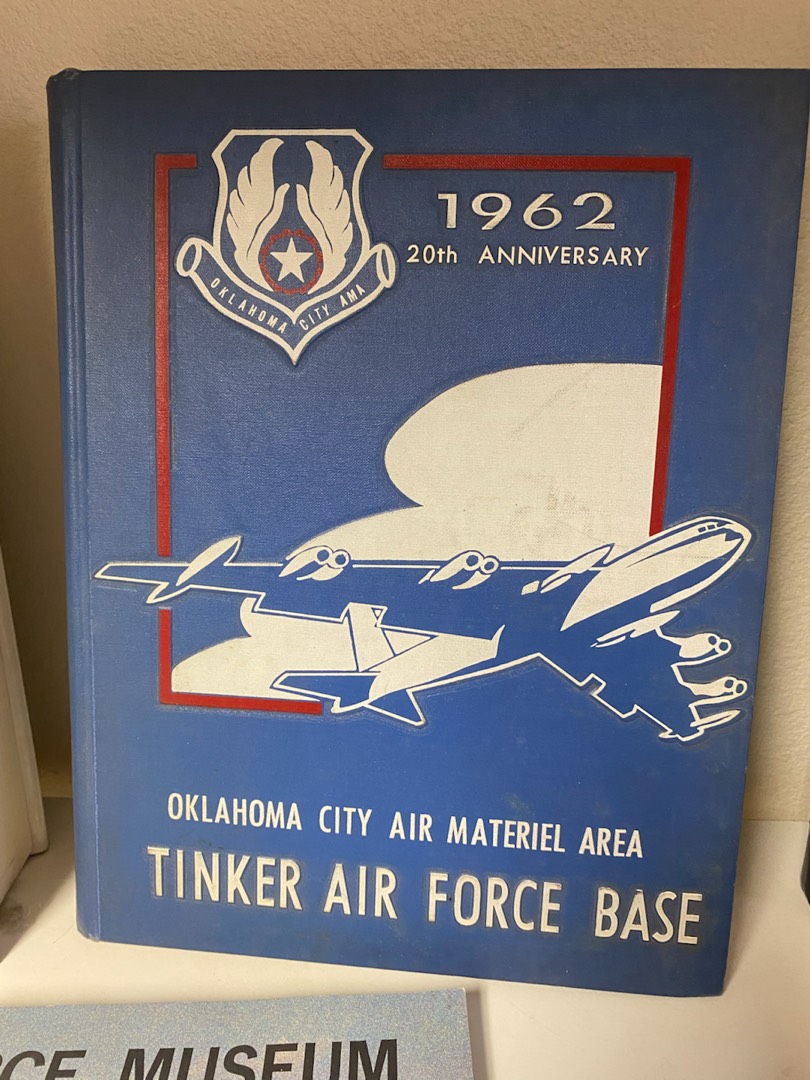 1962
20th ANNIVERSARY
OKLAHOMA CITY AMA
OKLAHOMA CITY AIR MATERIEL AREA
TINKER AIR FORCE BASE
MUSEUM